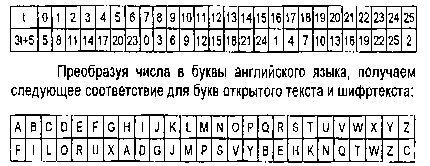 t 0 1 2 3 4 5 6 7 8 9 10 11 12 13 14 15 16 17 18 19 20 21 22 23 24 25
3t+5 5 8 11 14 17 20 23 0 3 6 9 12 15 18 21 24 1 4 7 10 13 16 19 22 25 2
Преобразуя числа в буквы английского языка, получаем
следующее соответствие для букв открытого текста и шифртекста:
A B C D E F G H I J K L M N O P Q R S T U V W X Y Z
F I L O R U X A D G J M P S V Y B E H K N Q T W Z C